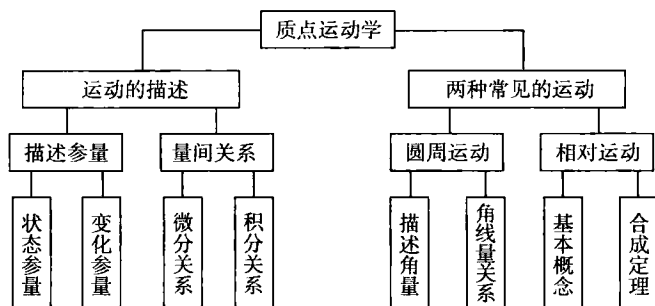 质点运动学
运动的描述
两种常见的运动
描述参量
量间关系
圆周运动
相对运动
状态参量
变化参量
微分关系
积分关系
描述角量
角线量关系
基本概念
合成定理